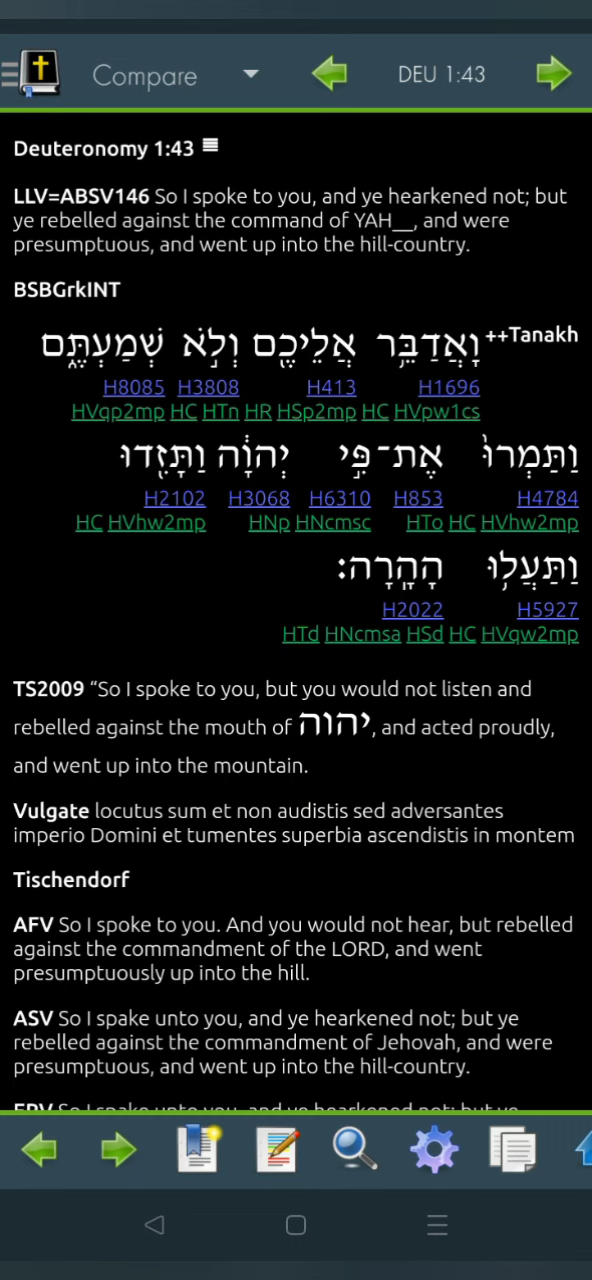 Compare
DEU 1:43
Deuteronomy 1:43
LLV=ABSV146 So I spoke to you, and ye hearkened not; but
ye rebelled against the command of YAH__, and were
presumptuous, and went up into the hill-country.
BSBGrkINT
++Tanakh וָאֲדַבֵּ֥ר אֲלֵיכֶ֖ם וְלֹ֣א שְׁמַעְתֶּ֑ם
H8085 H3808 H413 H1696
HVqp2mp HC HTn HR HSp2mp HC HVpw1cs
וַתַּמְרוּ֙ אֶת־פִּ֣י יְהוָ֔ה וַתָּזִ֖דוּ
H2102 H3068 H6310 H853 H4784
HC HVhw2mp HNp HNcmsc HTo HC HVhw2mp
וַתַּעֲל֥וּ הָהָֽרָה׃
H2022 H5927
HTd HNcmsa HSd HC HVqw2mp
TS2009 “So I spoke to you, but you would not listen and
rebelled against the mouth of יהוה, and acted proudly,
and went up into the mountain.
Vulgate locutus sum et non audistis sed adversantes
imperio Domini et tumentes superbia ascendistis in montem
Tischendorf
AFV So I spoke to you. And you would not hear, but rebelled
against the commandment of the LORD, and went
presumptuously up into the hill.
ASV So I spake unto you, and ye hearkened not; but ye
rebelled against the commandment of Jehovah, and were
presumptuous, and went up into the hill-country.